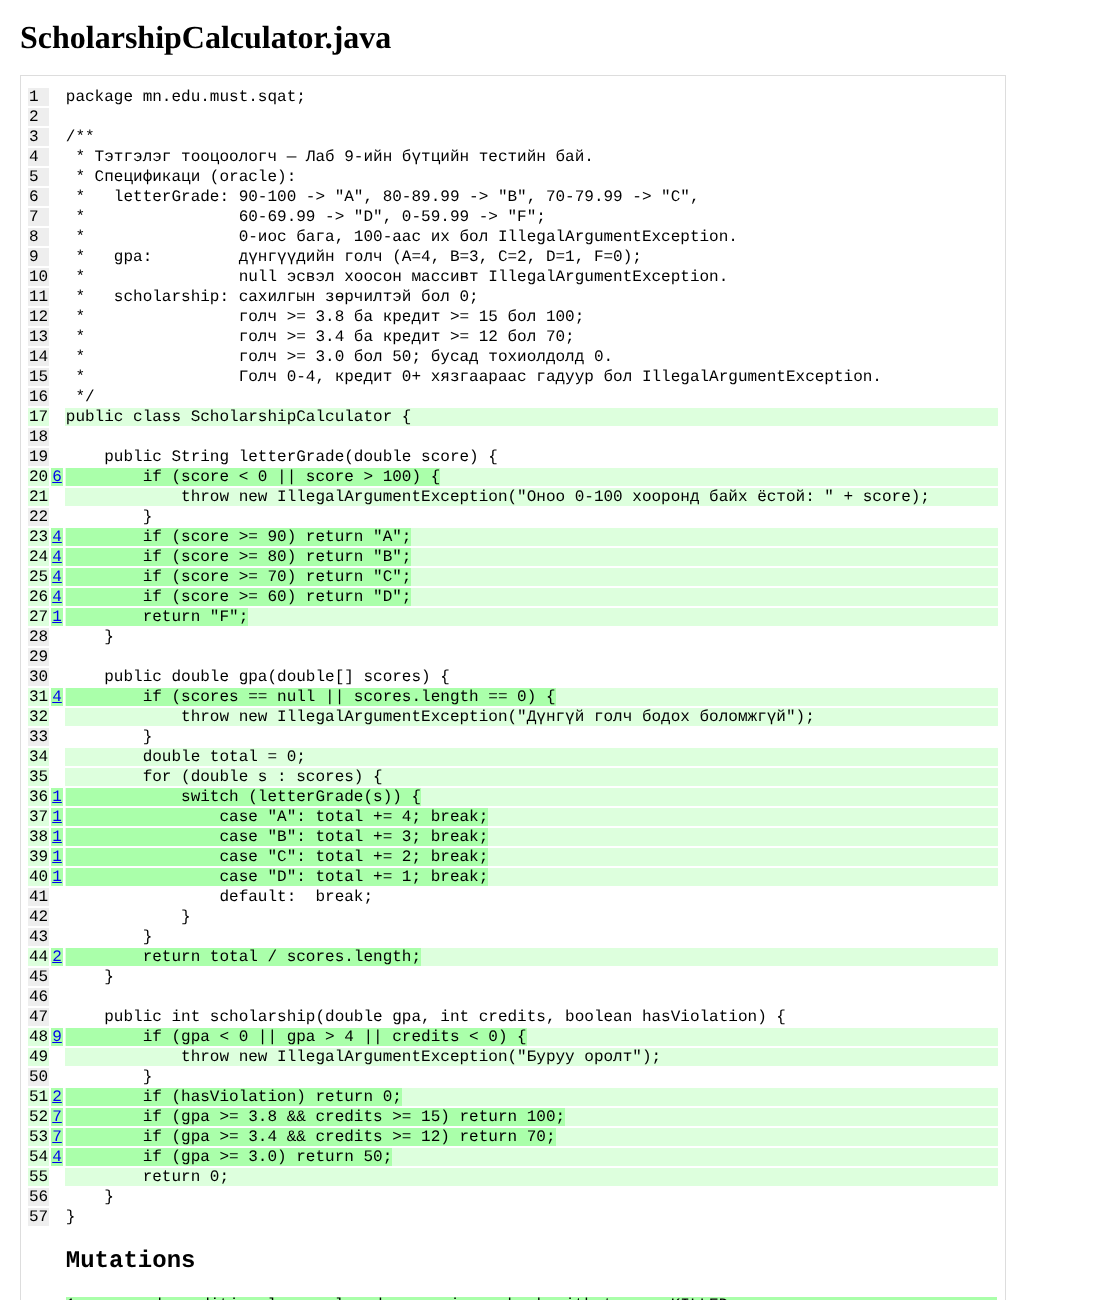 ScholarshipCalculator.java
1 package mn.edu.must.sqat;
2
3 /**
4  * Тэтгэлэг тооцоологч — Лаб 9-ийн бүтцийн тестийн бай.
5  * Спецификаци (oracle):
6  *   letterGrade: 90-100 -> "A", 80-89.99 -> "B", 70-79.99 -> "C",
7  *                60-69.99 -> "D", 0-59.99 -> "F";
8  *                0-иос бага, 100-аас их бол IllegalArgumentException.
9  *   gpa:         дүнгүүдийн голч (A=4, B=3, C=2, D=1, F=0);
10  *                null эсвэл хоосон массивт IllegalArgumentException.
11  *   scholarship: сахилгын зөрчилтэй бол 0;
12  *                голч >= 3.8 ба кредит >= 15 бол 100;
13  *                голч >= 3.4 ба кредит >= 12 бол 70;
14  *                голч >= 3.0 бол 50; бусад тохиолдолд 0.
15  *                Голч 0-4, кредит 0+ хязгаараас гадуур бол IllegalArgumentException.
16  */
17 public class ScholarshipCalculator {
18
19     public String letterGrade(double score) {
20 6         if (score < 0 || score > 100) {
21             throw new IllegalArgumentException("Оноо 0-100 хооронд байх ёстой: " + score);
22         }
23 4         if (score >= 90) return "A";
24 4         if (score >= 80) return "B";
25 4         if (score >= 70) return "C";
26 4         if (score >= 60) return "D";
27 1         return "F";
28     }
29
30     public double gpa(double[] scores) {
31 4         if (scores == null || scores.length == 0) {
32             throw new IllegalArgumentException("Дүнгүй голч бодох боломжгүй");
33         }
34         double total = 0;
35         for (double s : scores) {
36 1             switch (letterGrade(s)) {
37 1                 case "A": total += 4; break;
38 1                 case "B": total += 3; break;
39 1                 case "C": total += 2; break;
40 1                 case "D": total += 1; break;
41                 default:  break;
42             }
43         }
44 2         return total / scores.length;
45     }
46
47     public int scholarship(double gpa, int credits, boolean hasViolation) {
48 9         if (gpa < 0 || gpa > 4 || credits < 0) {
49             throw new IllegalArgumentException("Буруу оролт");
50         }
51 2         if (hasViolation) return 0;
52 7         if (gpa >= 3.8 && credits >= 15) return 100;
53 7         if (gpa >= 3.4 && credits >= 12) return 70;
54 4         if (gpa >= 3.0) return 50;
55         return 0;
56     }
57 }
Mutations